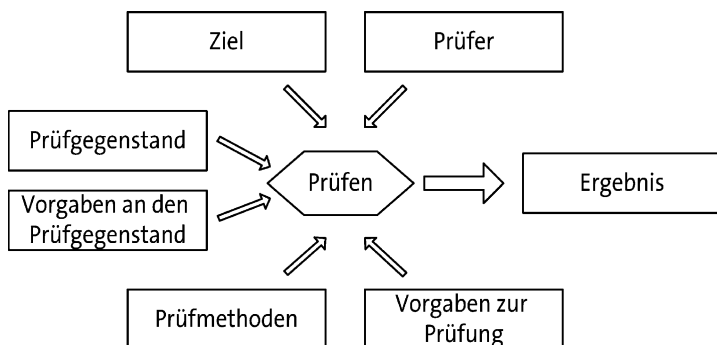 Ziel
Prüfer
Prüfgegenstand
Prüfen
Ergebnis
Vorgaben an den
Prüfgegenstand
Prüfmethoden
Vorgaben zur
Prüfung